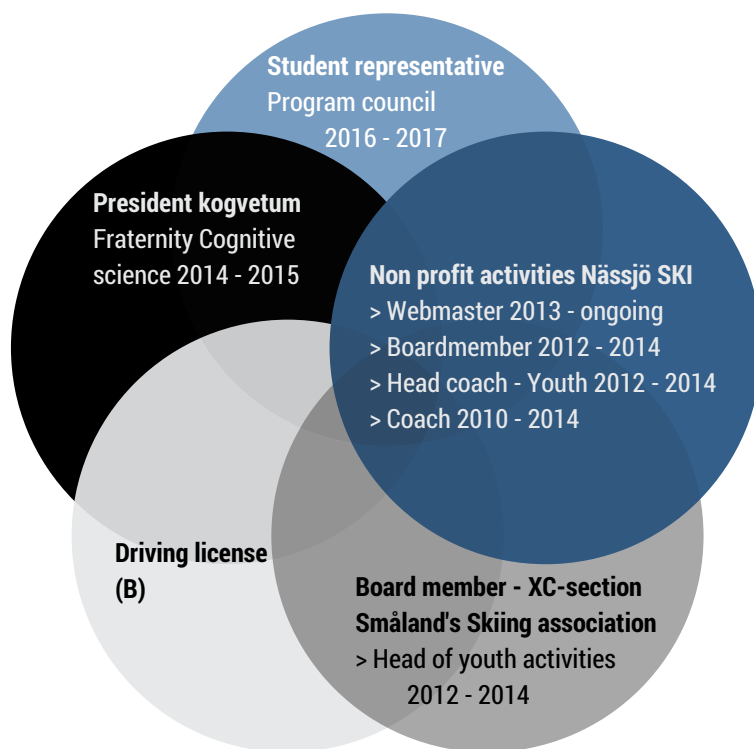 Student representative
Program council
2016 - 2017
President kogvetum
Fraternity Cognitive
science 2014 - 2015
Non profit activities Nässjö SKI
> Webmaster 2013 - ongoing
> Boardmember 2012 - 2014
> Head coach - Youth 2012 - 2014
> Coach 2010 - 2014
Driving license
(B)
Board member - XC-section
Småland's Skiing association
> Head of youth activities
2012 - 2014